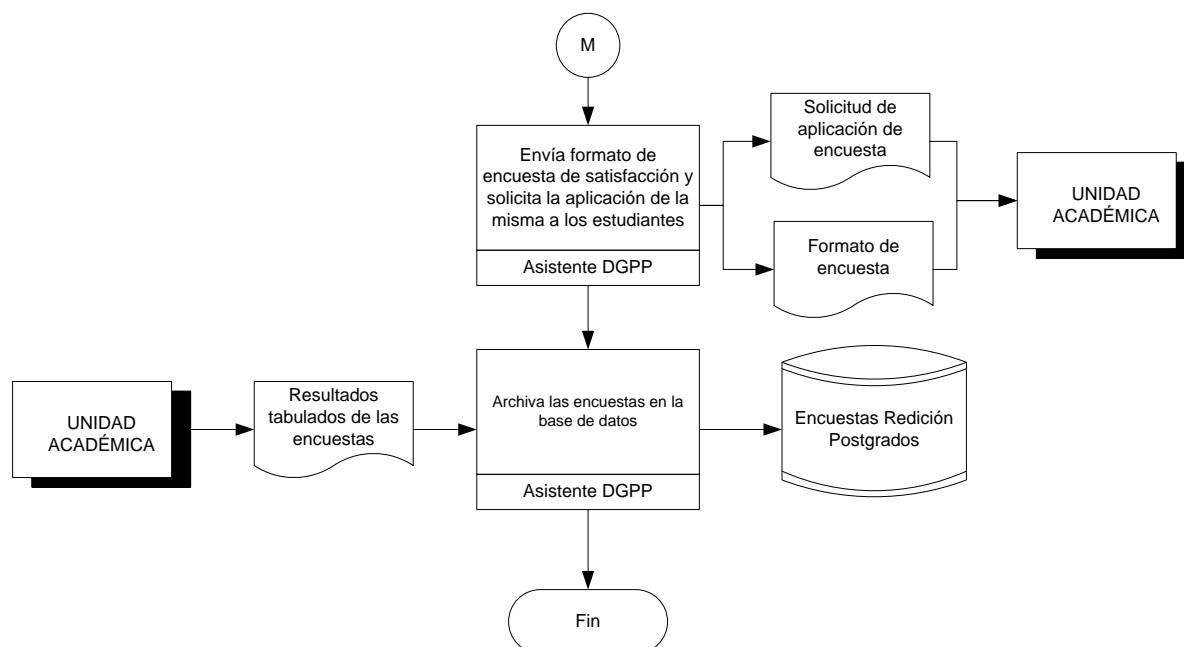 M
Envía formato de
encuesta de satisfacción y
solicita la aplicación de la
misma a los estudiantes
Asistente DGPP
Solicitud de
aplicación de
encuesta
Formato de
encuesta
UNIDAD
ACADÉMICA
UNIDAD
ACADÉMICA
Resultados
tabulados de las
encuestas
Archiva las encuestas en la
base de datos
Asistente DGPP
Encuestas Redición
Postgrados
Fin